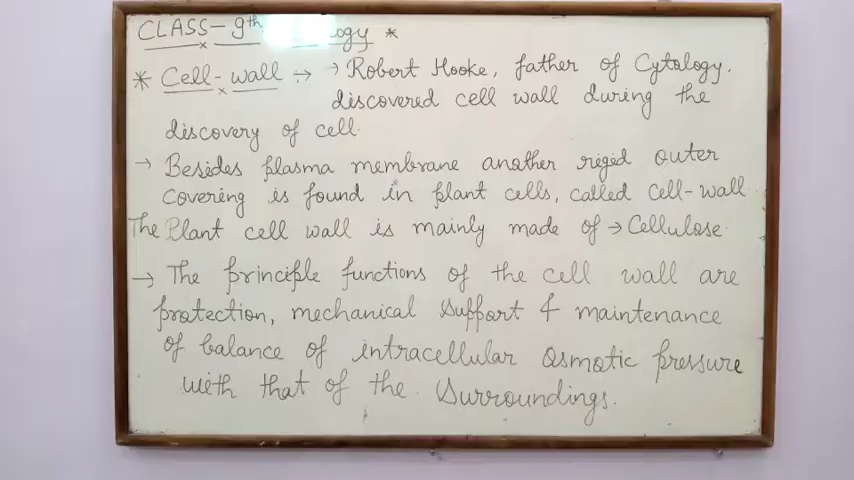 CLASS- 9th
* Cell-wall :→ → Robert Hooke, father of Cytology.
discovered cell wall during the
discovery of cell.
→ Besides plasma membrane another rigid outer
covering is found in plant cells, called cell-wall.
The Plant cell wall is mainly made of → Cellulose.
→ The principle functions of the cell wall are
protection, mechanical support & maintenance
of balance of intracellular osmotic pressure
with that of the surroundings.